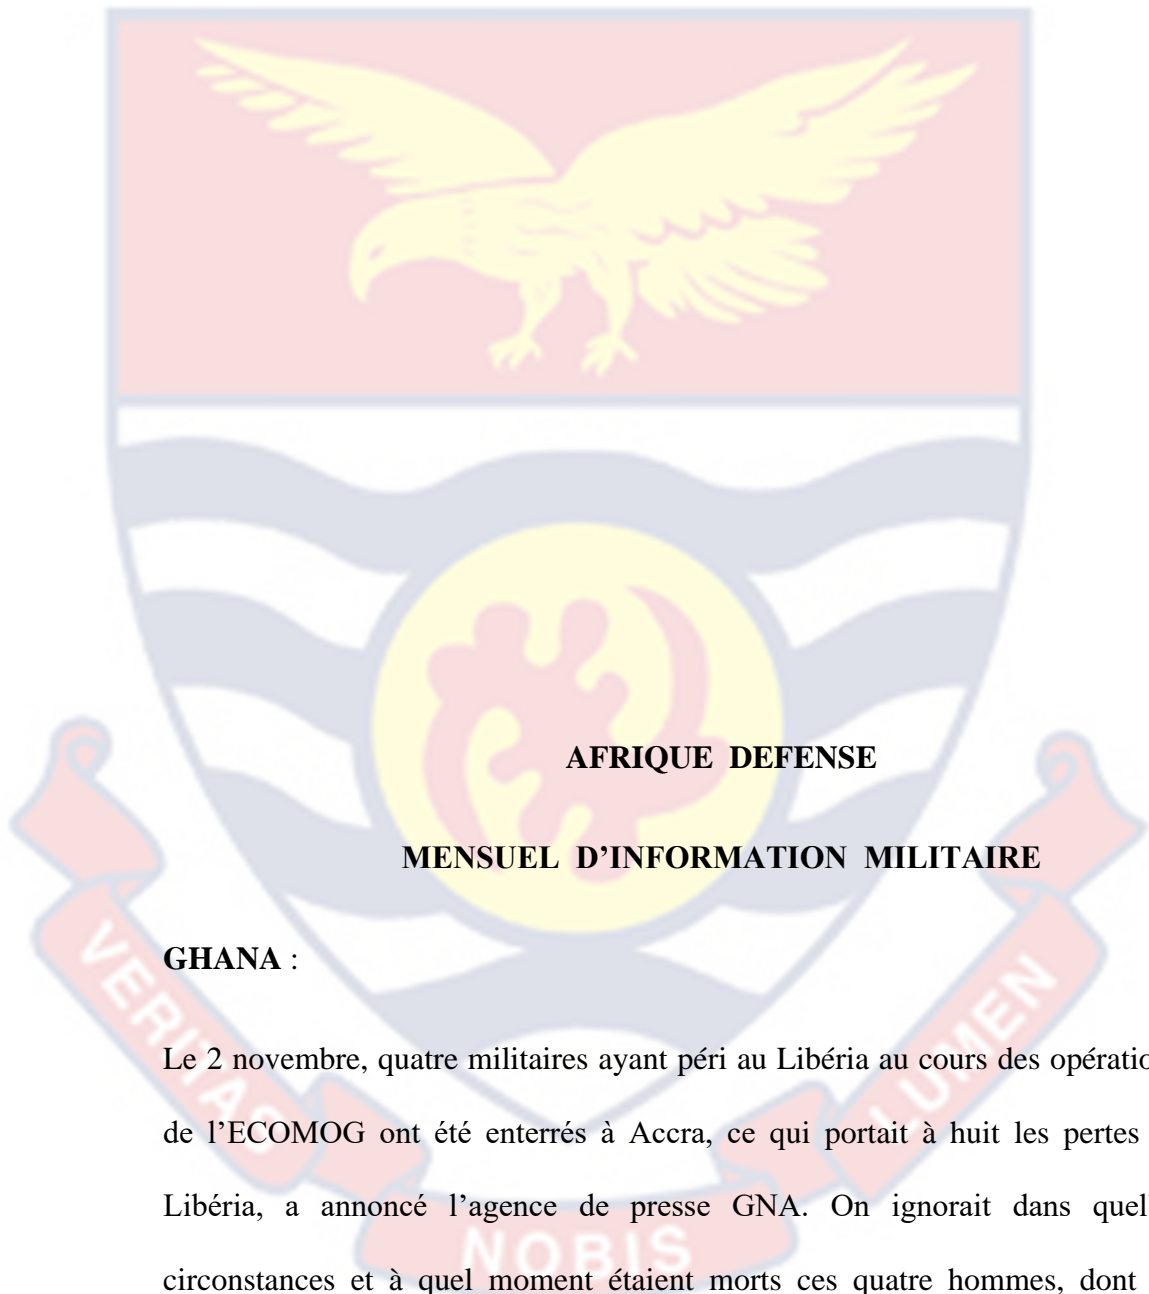 AFRIQUE DEFENSE
MENSUEL D’INFORMATION MILITAIRE
GHANA :
Le 2 novembre, quatre militaires ayant péri au Libéria au cours des opératio
de l’ECOMOG ont été enterrés à Accra, ce qui portait à huit les pertes
Libéria, a annoncé l’agence de presse GNA. On ignorait dans quell
circonstances et à quel moment étaient morts ces quatre hommes, dont
VERITAS
NOBIS
LUMEN